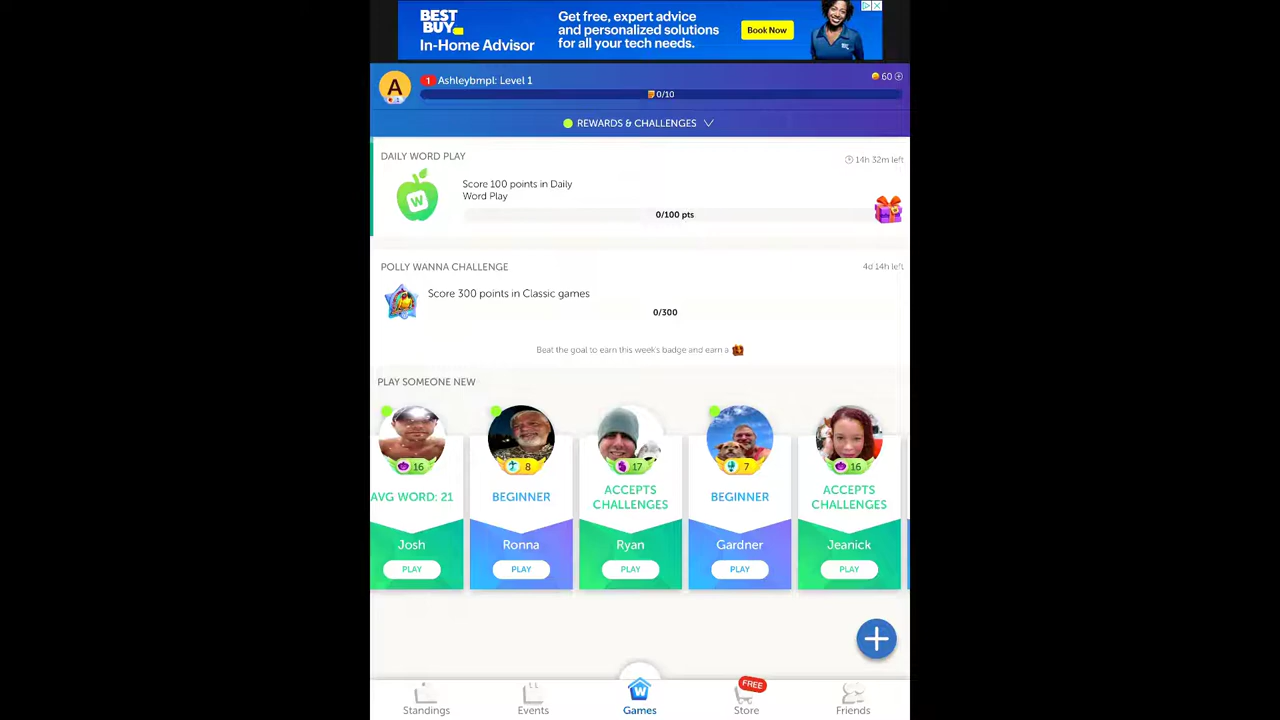 BEST
BUY
In-Home Advisor
Get free, expert advice
and personalized solutions
for all your tech needs.
Book Now
A
1
Ashleybmpl: Level 1
60
0/10
REWARDS & CHALLENGES
DAILY WORD PLAY
14h 32m left
W
Score 100 points in Daily
Word Play
0/100 pts
POLLY WANNA CHALLENGE
4d 14h left
Score 300 points in Classic games
0/300
Beat the goal to earn this week's badge and earn a
PLAY SOMEONE NEW
16
8
17
7
16
AVG WORD: 21
BEGINNER
ACCEPTS
CHALLENGES
BEGINNER
ACCEPTS
CHALLENGES
Josh
Ronna
Ryan
Gardner
Jeanick
PLAY
PLAY
PLAY
PLAY
PLAY
W
FREE
Standings
Events
Games
Store
Friends